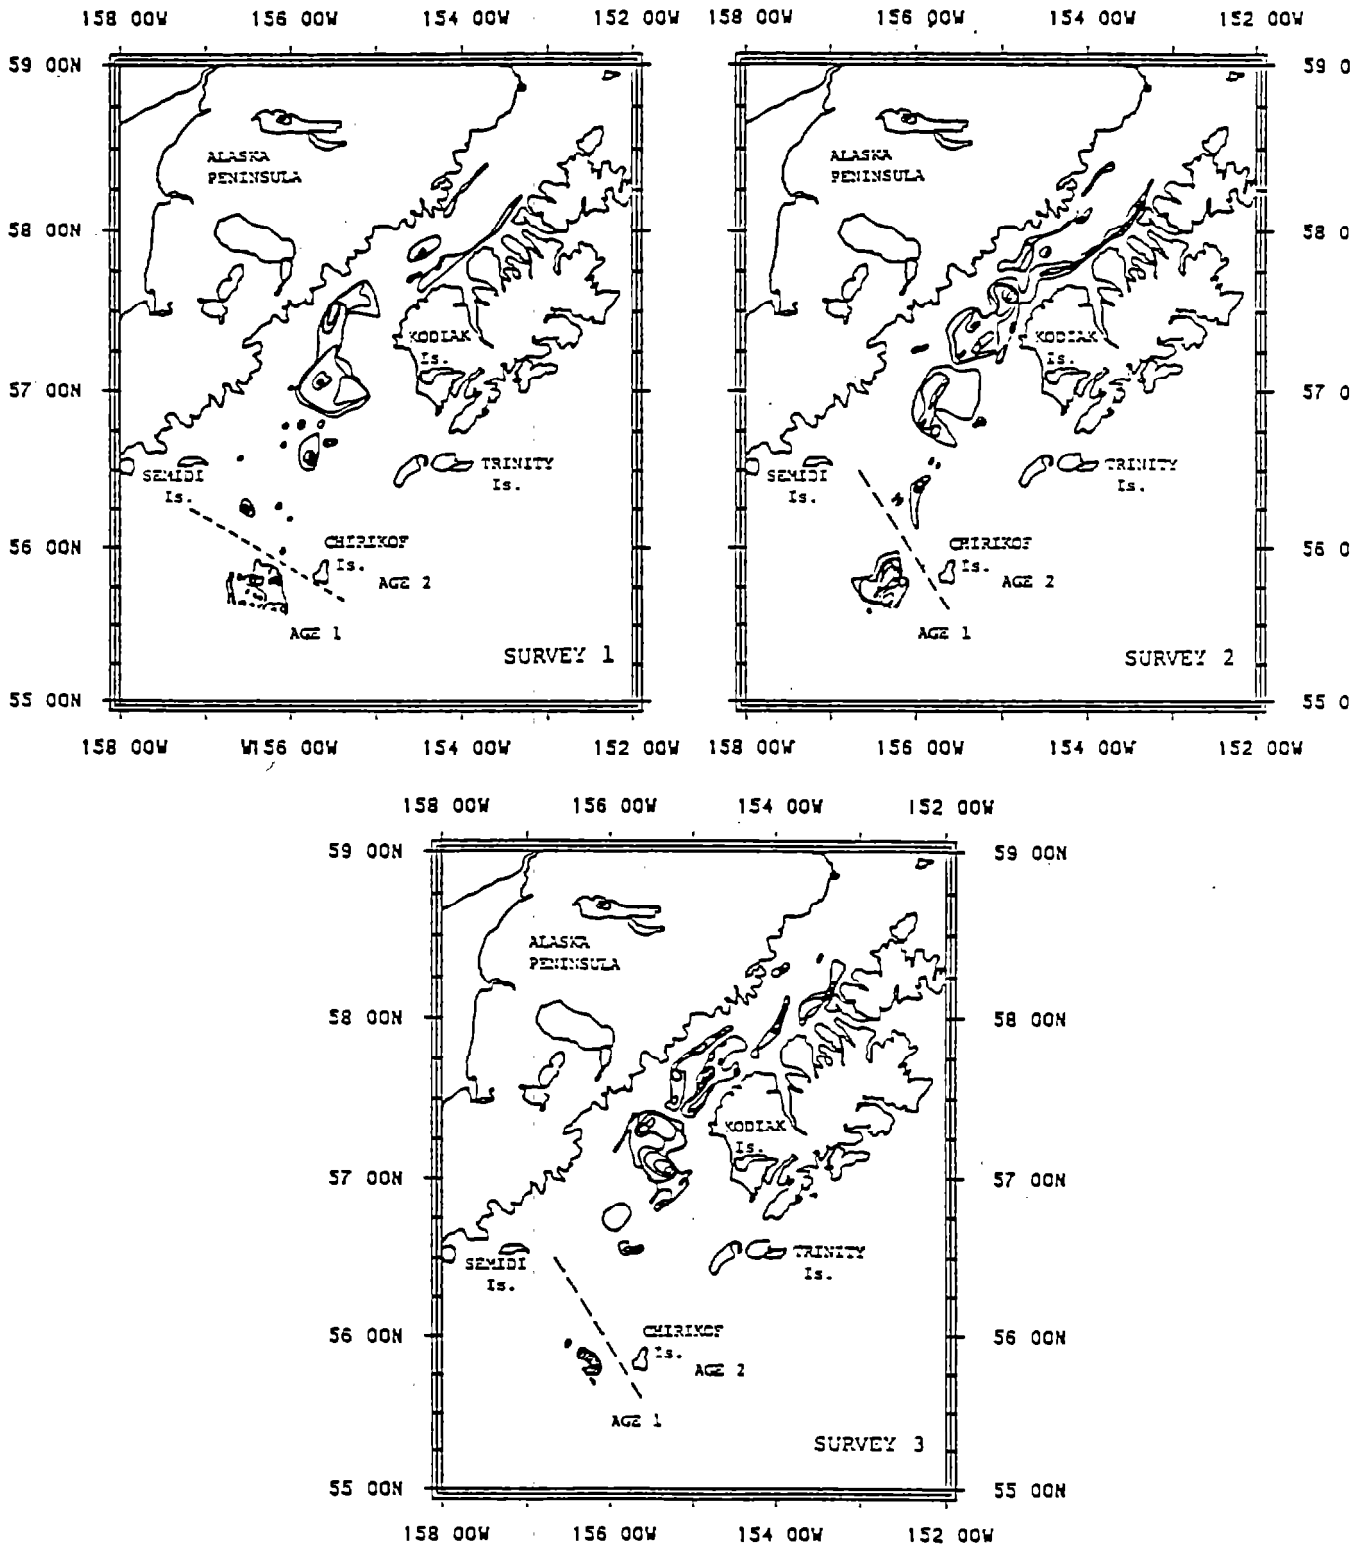 158 00W 156 00W 154 00W 152 00W 158 00W 156 00W 154 00W 152 00W
59 00N 59 0
ALASKA
PENINSULA
ALASKA
PENINSULA
58 00N 58 0
KODIAK
Is.
KODIAK
Is.
57 00N 57 0
SEMIDI
Is.
TRINITY
Is.
SEMIDI
Is.
TRINITY
Is.
56 00N 56 0
CHIRIKOF
Is.
AGE 2
CHIRIKOF
Is.
AGE 2
AGE 1
AGE 1
SURVEY 1
SURVEY 2
55 00N 55 0
158 00W W156 00W 154 00W 152 00W 158 00W 156 00W 154 00W 152 00W
158 00W 156 00W 154 00W 152 00W
59 00N 59 00N
ALASKA
PENINSULA
58 00N 58 00N
KODIAK
Is.
57 00N 57 00N
SEMIDI
Is.
TRINITY
Is.
56 00N 56 00N
CHIRIKOF
Is.
AGE 2
AGE 1
SURVEY 3
55 00N 55 00N
158 00W 156 00W 154 00W 152 00W